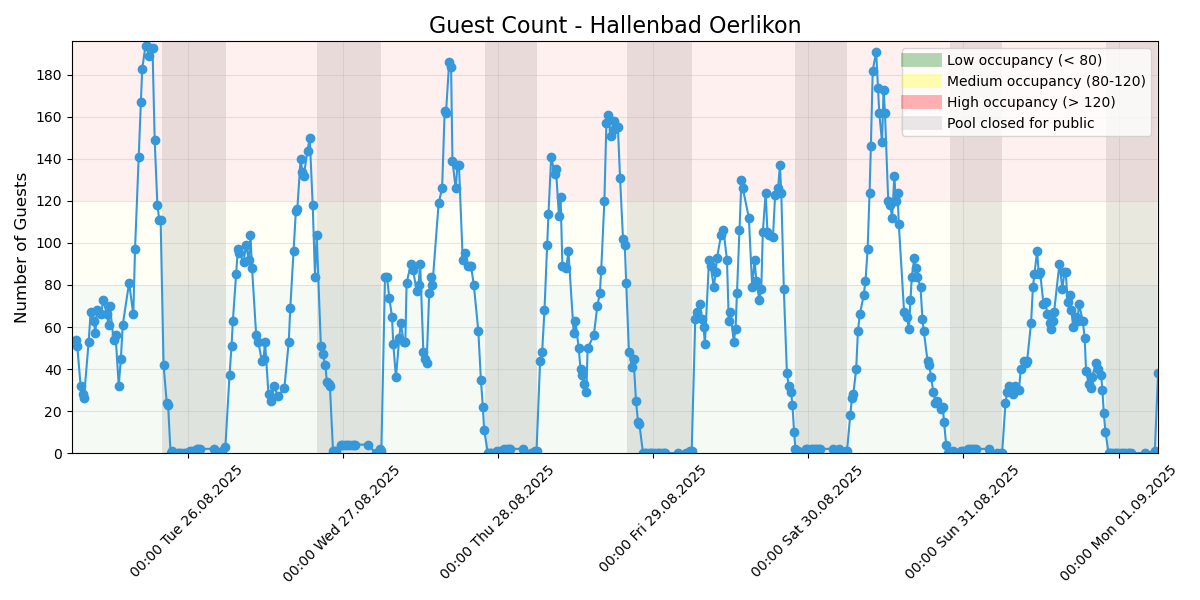 Guest Count - Hallenbad Oerlikon
Low occupancy (< 80)
Medium occupancy (80-120)
High occupancy (> 120)
Pool closed for public
Number of Guests
180
160
140
120
100
80
60
40
20
0
00:00 Tue 26.08.2025
00:00 Wed 27.08.2025
00:00 Thu 28.08.2025
00:00 Fri 29.08.2025
00:00 Sat 30.08.2025
00:00 Sun 31.08.2025
00:00 Mon 01.09.2025